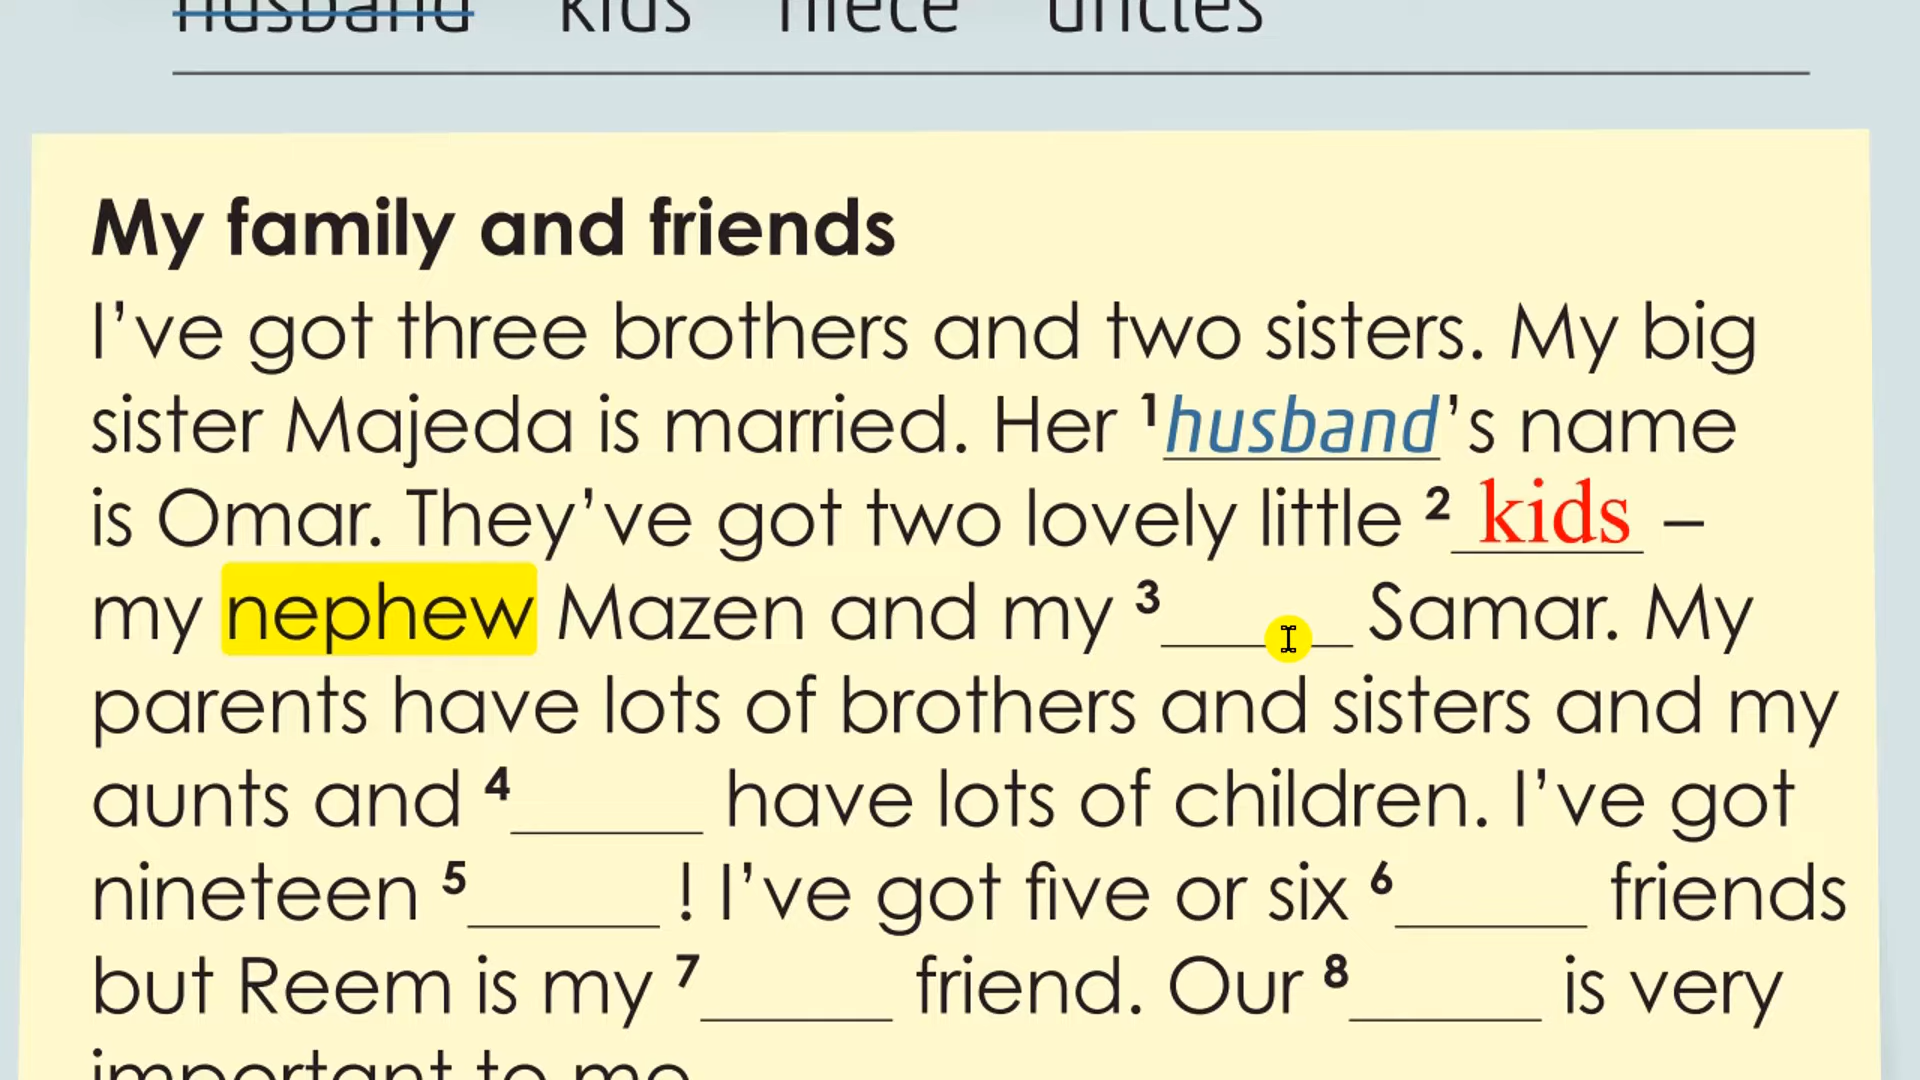 husband kids niece uncles
My family and friends
I've got three brothers and two sisters. My big
sister Majeda is married. Her 1husband's name
is Omar. They've got two lovely little 2 kids –
my nephew Mazen and my 3______ Samar. My
parents have lots of brothers and sisters and my
aunts and 4______ have lots of children. I've got
nineteen 5______ ! I've got five or six 6______ friends
but Reem is my 7______ friend. Our 8______ is very
important to me.